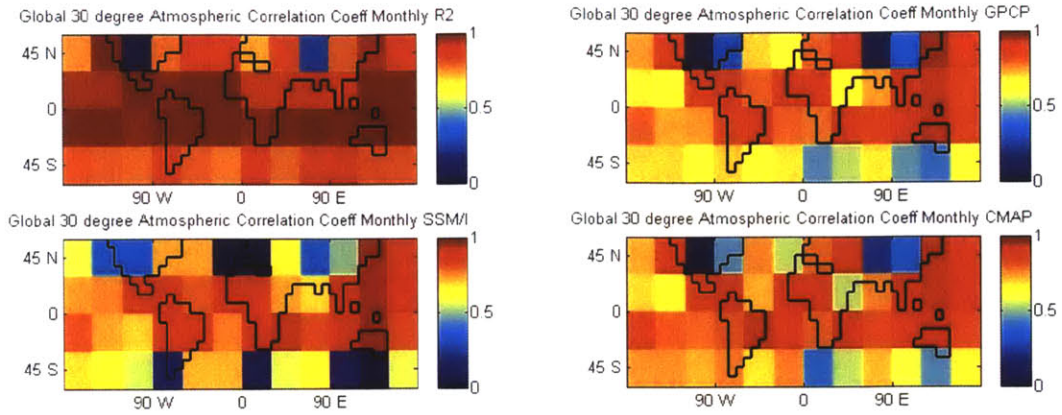 Global 30 degree Atmospheric Correlation Coeff Monthly R2
45 N
0
45 S
90 W
0
90 E
1
0.5
0
Global 30 degree Atmospheric Correlation Coeff Monthly GPCP
45 N
0
45 S
90 W
0
90 E
1
0.5
0
Global 30 degree Atmospheric Correlation Coeff Monthly SSM/I
45 N
0
45 S
90 W
0
90 E
1
0.5
0
Global 30 degree Atmospheric Correlation Coeff Monthly CMAP
45 N
0
45 S
90 W
0
90 E
1
0.5
0